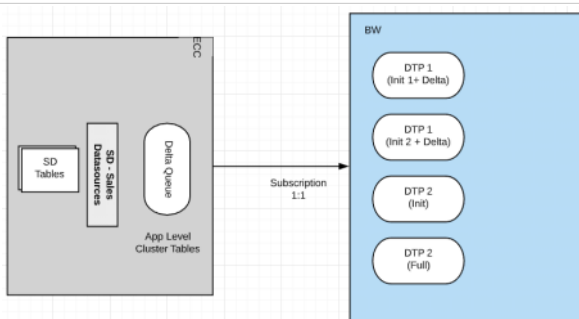 ECC
SD
Tables
SD - Sales
Datasources
Delta Queue
App Level
Cluster Tables
Subscription
1:1
BW
DTP 1
(Init 1+ Delta)
DTP 1
(Init 2 + Delta)
DTP 2
(Init)
DTP 2
(Full)